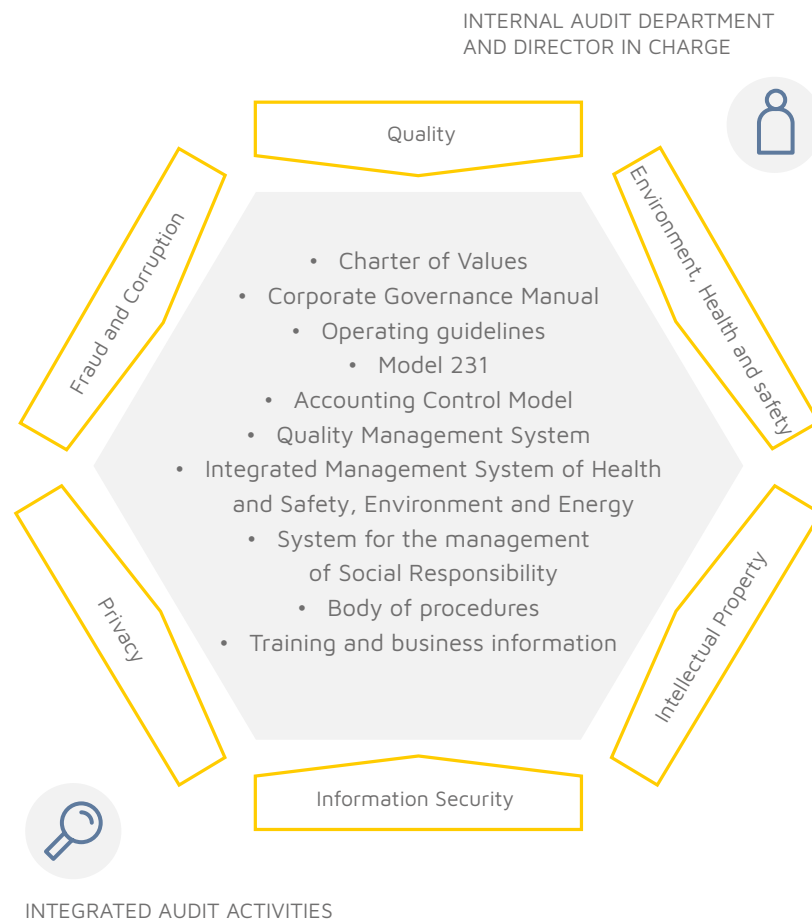 INTERNAL AUDIT DEPARTMENT
AND DIRECTOR IN CHARGE
Quality
Environment, Health and safety
Fraud and Corruption
• Charter of Values
• Corporate Governance Manual
• Operating guidelines
• Model 231
• Accounting Control Model
• Quality Management System
• Integrated Management System of Health
and Safety, Environment and Energy
• System for the management
of Social Responsibility
• Body of procedures
• Training and business information
Privacy
Intellectual Property
Information Security
INTEGRATED AUDIT ACTIVITIES